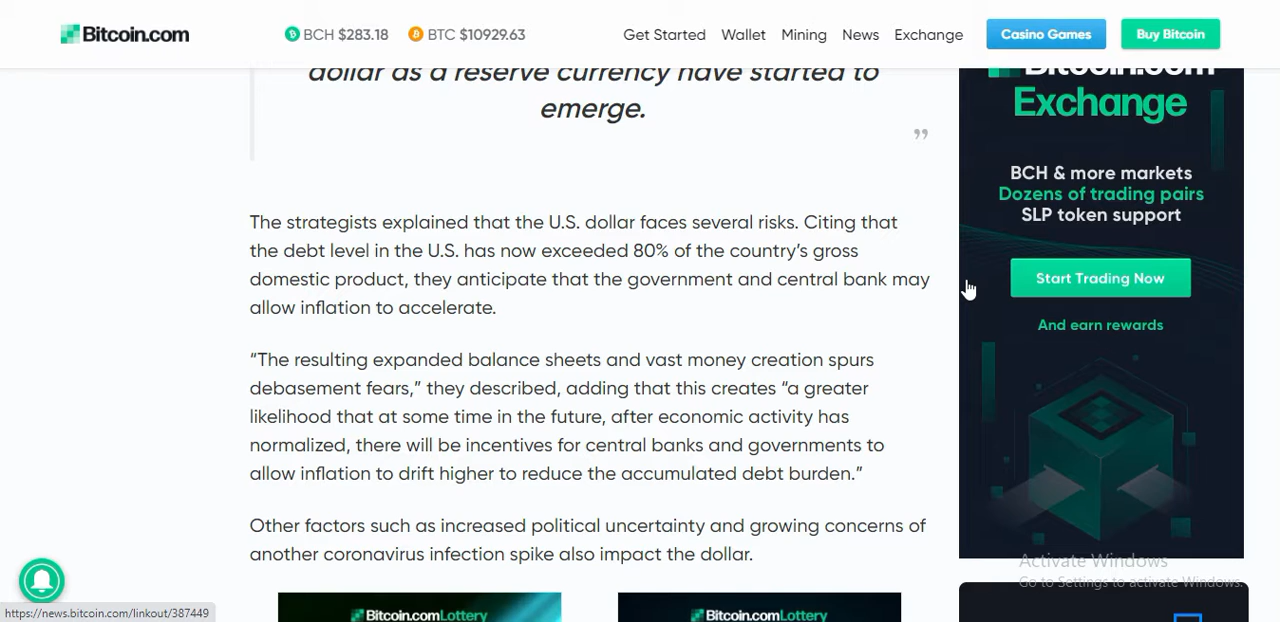 Bitcoin.com
BCH $283.18
BTC $10929.63
Get Started
Wallet
Mining
News
Exchange
Casino Games
Buy Bitcoin
dollar as a reserve currency have started to
emerge.
”
The strategists explained that the U.S. dollar faces several risks. Citing that
the debt level in the U.S. has now exceeded 80% of the country’s gross
domestic product, they anticipate that the government and central bank may
allow inflation to accelerate.
“The resulting expanded balance sheets and vast money creation spurs
debasement fears,” they described, adding that this creates “a greater
likelihood that at some time in the future, after economic activity has
normalized, there will be incentives for central banks and governments to
allow inflation to drift higher to reduce the accumulated debt burden.”
Other factors such as increased political uncertainty and growing concerns of
another coronavirus infection spike also impact the dollar.
Bitcoin.com Lottery
Bitcoin.com Lottery
Bitcoin.com
Exchange
BCH & more markets
Dozens of trading pairs
SLP token support
Start Trading Now
And earn rewards
Activate Windows
Go to Settings to activate Windows.
https://news.bitcoin.com/linkout/387449